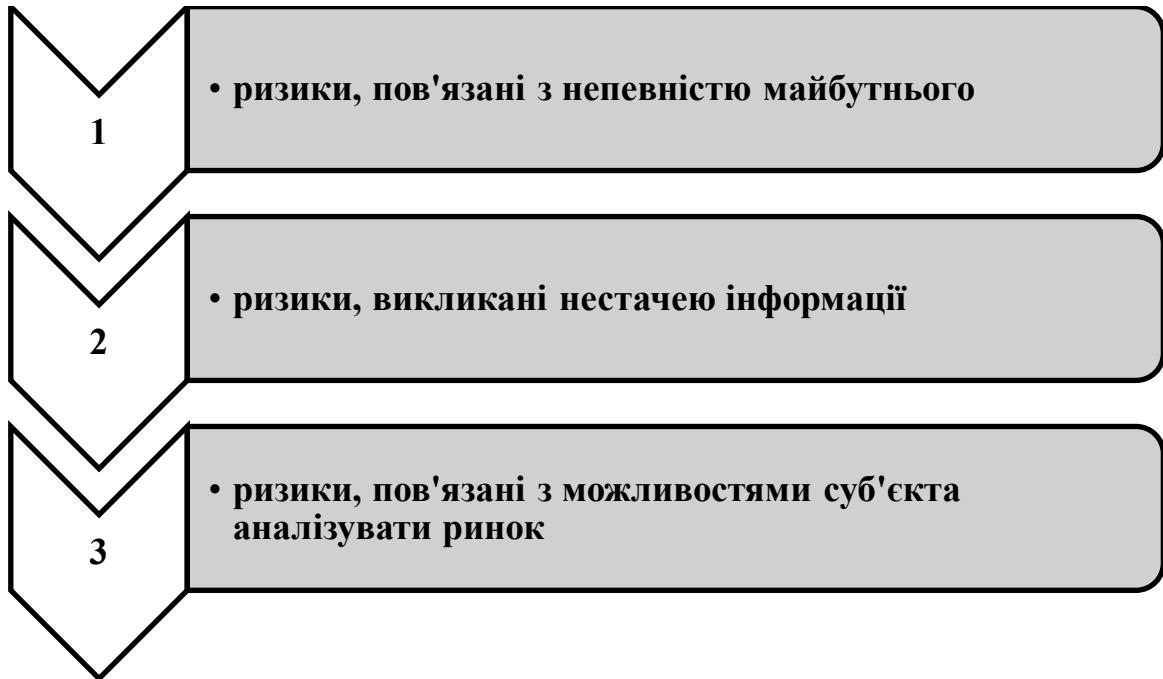 1
• ризики, пов'язані з непевністю майбутнього
2
• ризики, викликані нестачею інформації
3
• ризики, пов'язані з можливостями суб'єкта
аналізувати ринок